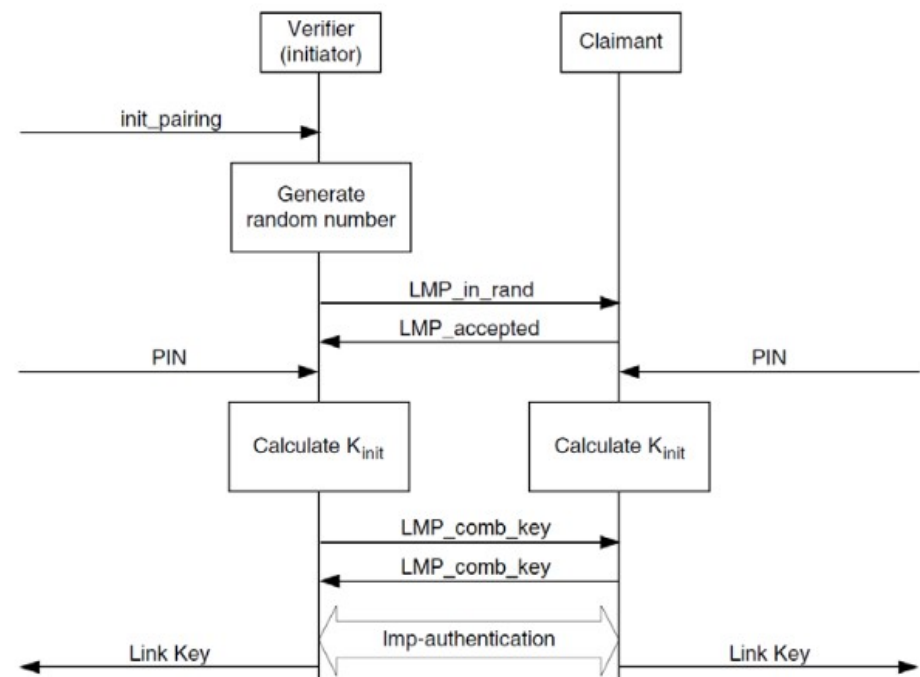 Verifier
(initiator)
Claimant
init_pairing
Generate
random number
LMP_in_rand
LMP_accepted
PIN
PIN
Calculate Kinit
Calculate Kinit
LMP_comb_key
LMP_comb_key
Imp-authentication
Link Key
Link Key